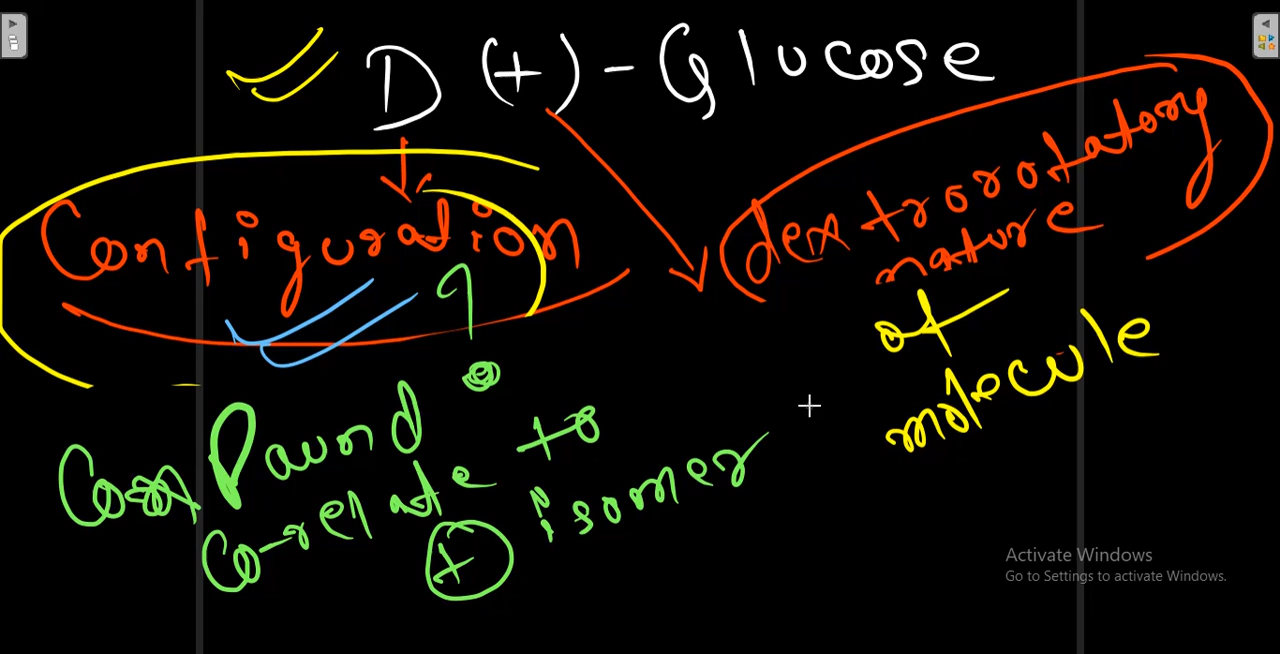 D (+) - Glucose
Configuration
dextrorotatory
nature
of
molecule
Compound
Co-relate to
+ isomer
Activate Windows
Go to Settings to activate Windows.